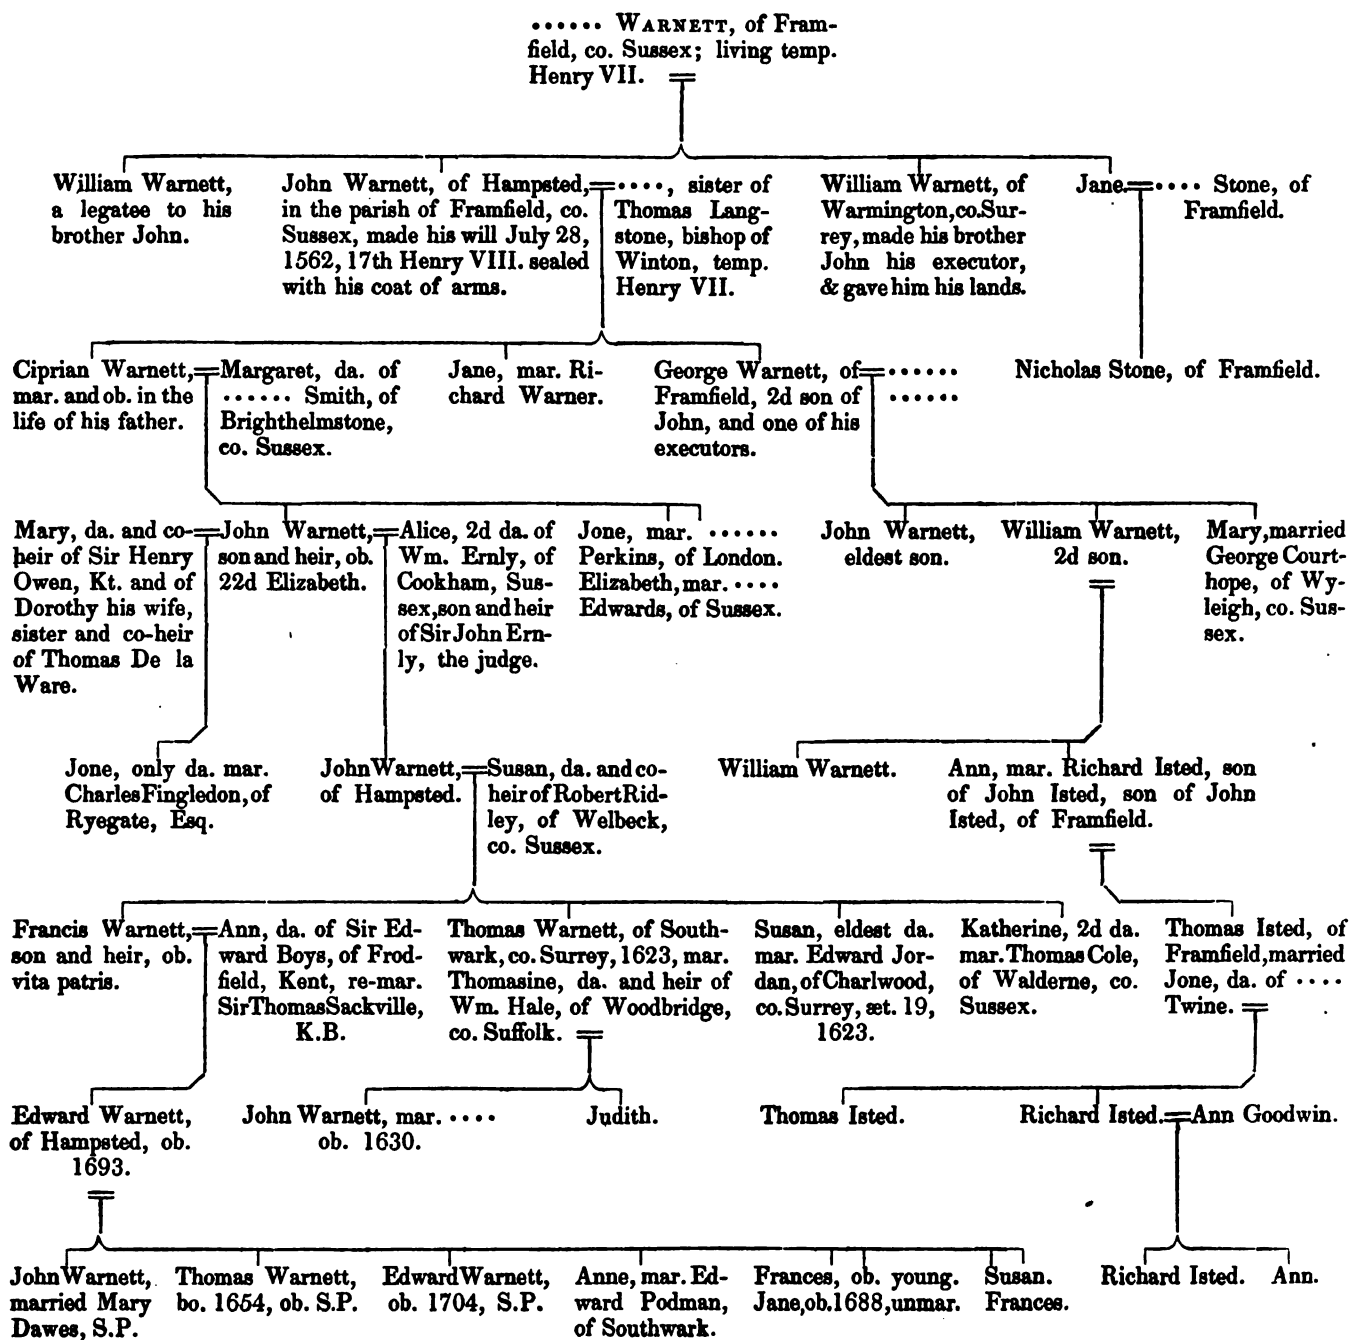 ...... WARNETT, of Fram-
field, co. Sussex; living temp.
Henry VII. =
William Warnett,
a legatee to his
brother John.
John Warnett, of Hampsted,=
in the parish of Framfield, co.
Sussex, made his will July 28,
1562, 17th Henry VIII. sealed
with his coat of arms.
...., sister of
Thomas Lang-
stone, bishop of
Winton, temp.
Henry VII.
William Warnett, of
Warmington, co. Sur-
rey, made his brother
John his executor,
& gave him his lands.
Jane.=.... Stone, of
Framfield.
Ciprian Warnett,=
mar. and ob. in the
life of his father.
Margaret, da. of
...... Smith, of
Brighthelmstone,
co. Sussex.
Jane, mar. Ri-
chard Warner.
George Warnett, of=......
Framfield, 2d son of ......
John, and one of his
executors.
Nicholas Stone, of Framfield.
Mary, da. and co-=
heir of Sir Henry
Owen, Kt. and of
Dorothy his wife,
sister and co-heir
of Thomas De la
Ware.
John Warnett,=
son and heir, ob.
22d Elizabeth.
Alice, 2d da. of
Wm. Ernly, of
Cookham, Sus-
sex, son and heir
of Sir John Ern-
ly, the judge.
Jone, mar. ......
Perkins, of London.
Elizabeth, mar. ....
Edwards, of Sussex.
John Warnett,
eldest son.
William Warnett,
2d son.
=
Mary, married
George Court-
hope, of Wy-
leigh, co. Sus-
sex.
Jone, only da. mar.
Charles Fingledon, of
Ryegate, Esq.
John Warnett,=
of Hampsted.
Susan, da. and co-
heir of Robert Rid-
ley, of Welbeck,
co. Sussex.
William Warnett.
Ann, mar. Richard Isted, son
of John Isted, son of John
Isted, of Framfield.
=
Francis Warnett,=
son and heir, ob.
vita patris.
Ann, da. of Sir Ed-
ward Boys, of Frod-
field, Kent, re-mar.
Sir Thomas Sackville,
K.B.
Thomas Warnett, of South-
wark, co. Surrey, 1623, mar.
Thomasine, da. and heir of
Wm. Hale, of Woodbridge,
co. Suffolk. =
Susan, eldest da.
mar. Edward Jor-
dan, of Charlwood,
co. Surrey, æt. 19,
1623.
Katherine, 2d da.
mar. Thomas Cole,
of Walderne, co.
Sussex.
Thomas Isted, of
Framfield, married
Jone, da. of ....
Twine. =
Edward Warnett,
of Hampsted, ob.
1693.
=
John Warnett, mar. ....
ob. 1630.
Judith.
Thomas Isted.
Richard Isted.=Ann Goodwin.
John Warnett,
married Mary
Dawes, S.P.
Thomas Warnett,
bo. 1654, ob. S.P.
Edward Warnett,
ob. 1704, S.P.
Anne, mar. Ed-
ward Podman,
of Southwark.
Frances, ob. young.
Jane, ob. 1688, unmar.
Susan.
Frances.
Richard Isted.
Ann.